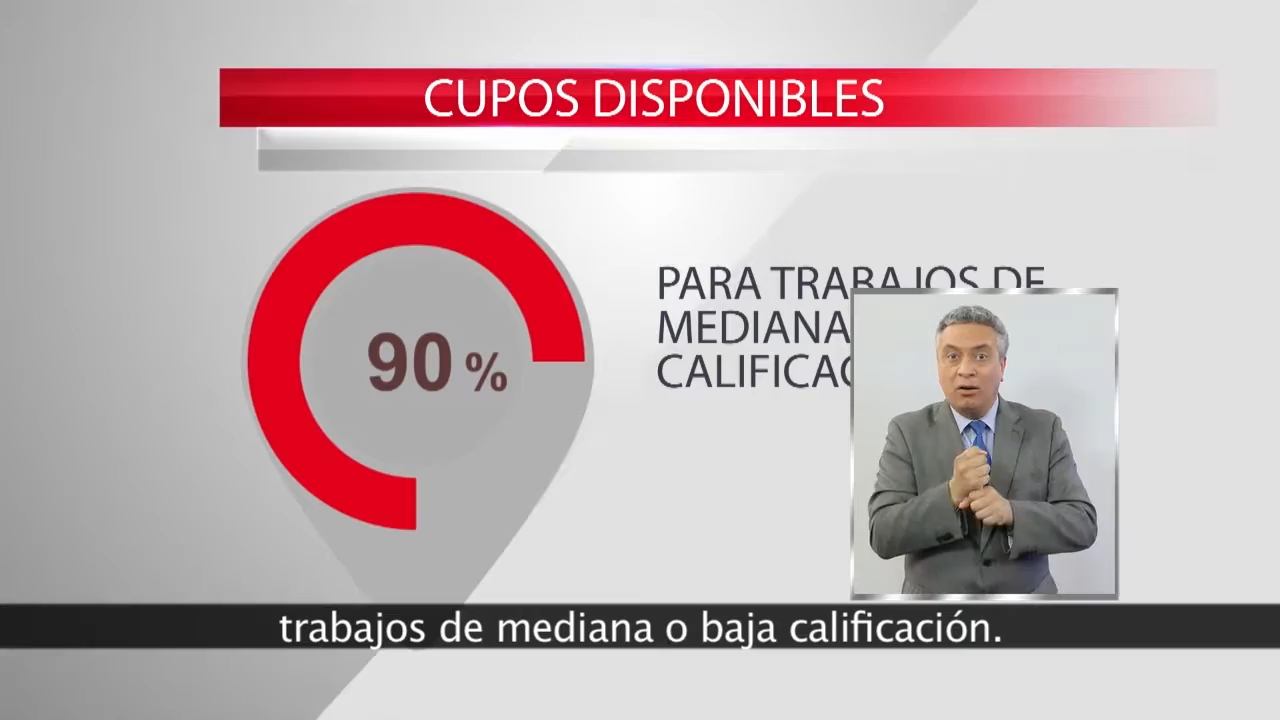 CUPOS DISPONIBLES
90 %
PARA TRABAJOS DE
MEDIANA
trabajos de mediana o baja calificación.